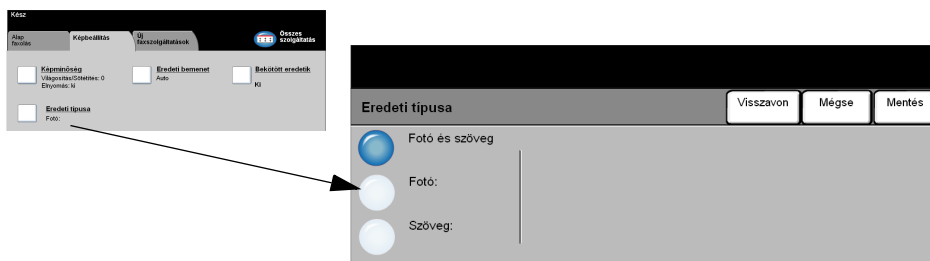 Kész
Alap faxolás
Képbeállítás
Új faxszolgáltatások
Összes szolgáltatás
Képminőség
Világosítás/Sötétítés: 0
Elnyomás: ki
Eredeti bemenet
Auto
Bekötött eredetik
KI
Eredeti típusa
Fotó:
Eredeti típusa
Visszavon
Mégse
Mentés
Fotó és szöveg
Fotó:
Szöveg: